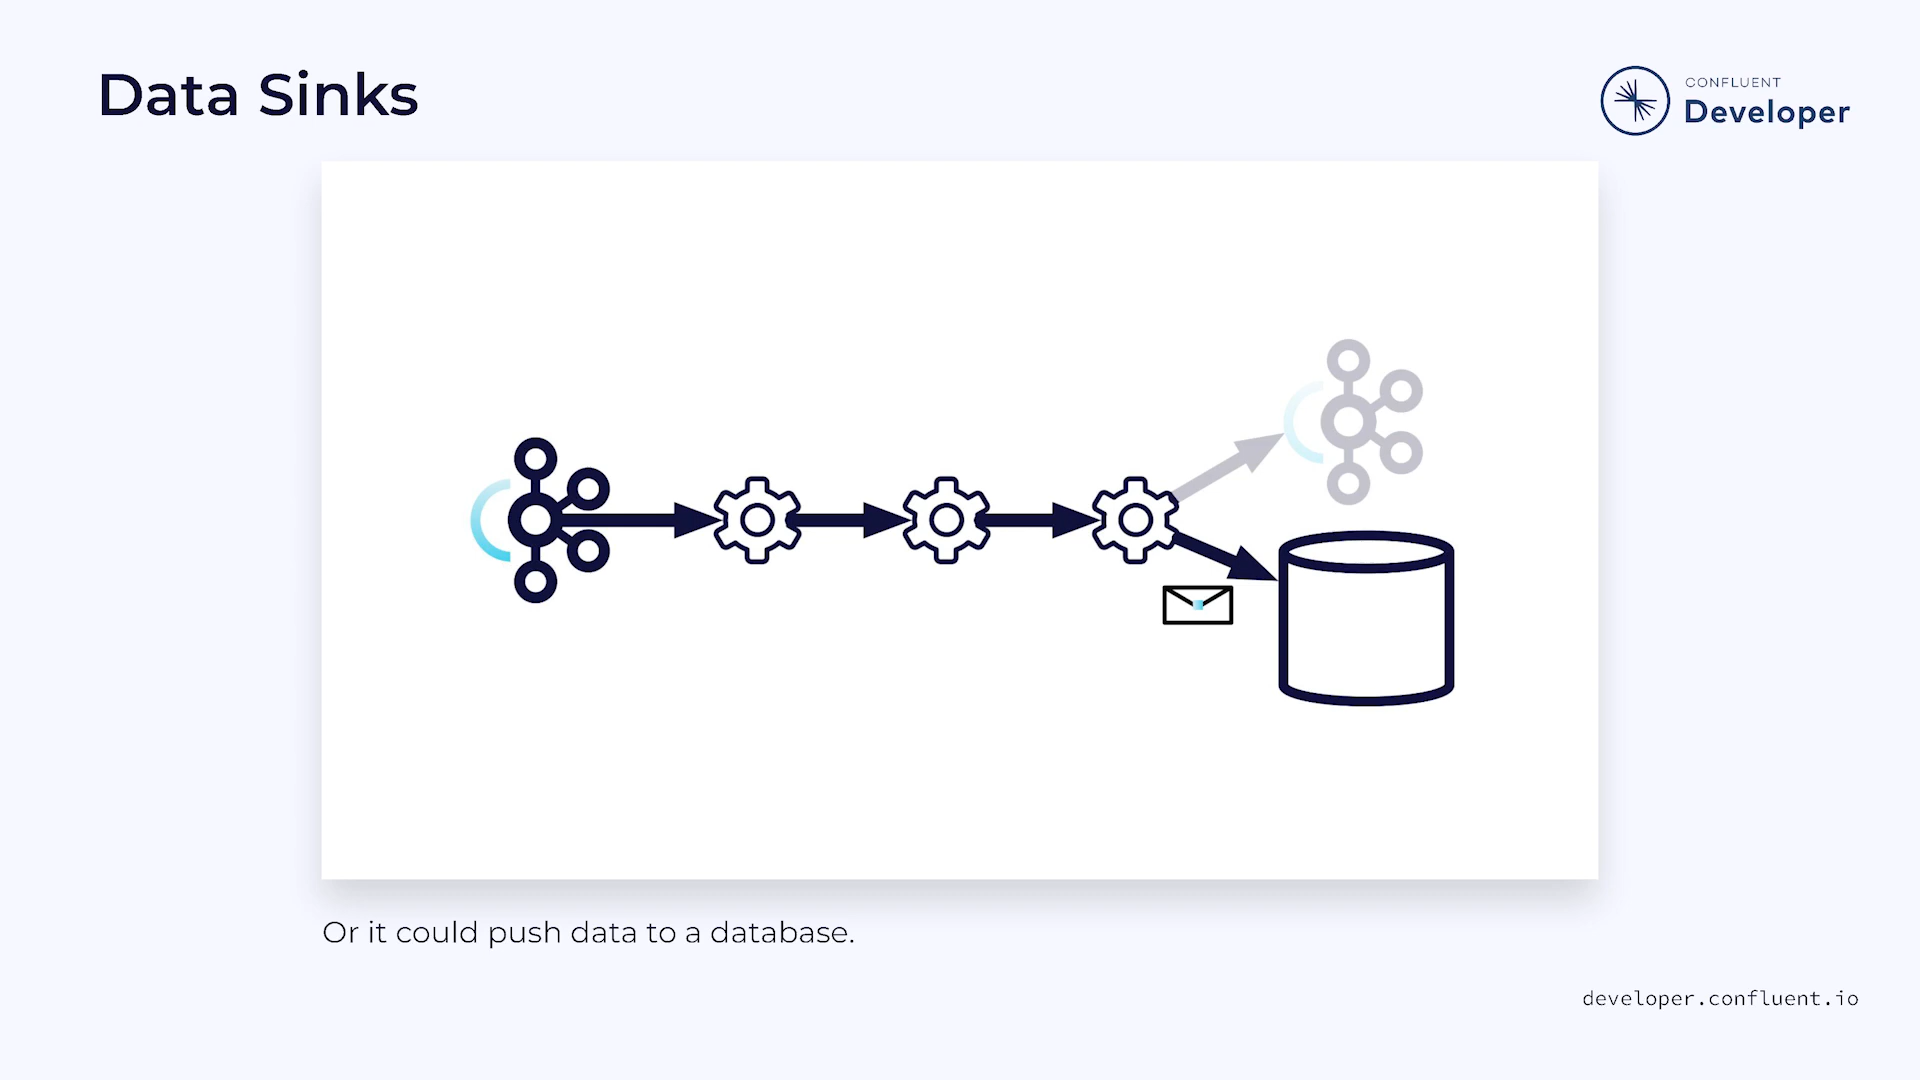 Data Sinks
CONFLUENT
Developer
Or it could push data to a database.
developer.confluent.io